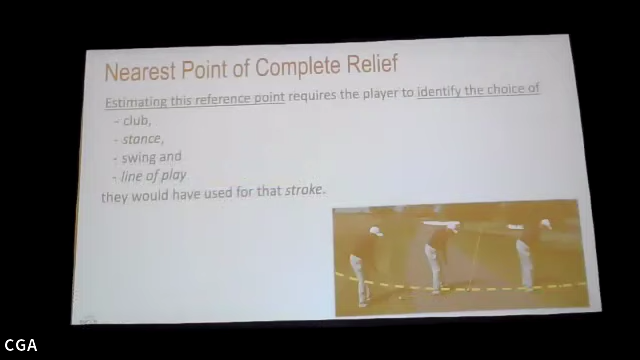 Nearest Point of Complete Relief
Estimating this reference point requires the player to identify the choice of
- club,
- stance,
- swing and
- line of play
they would have used for that stroke.
CGA